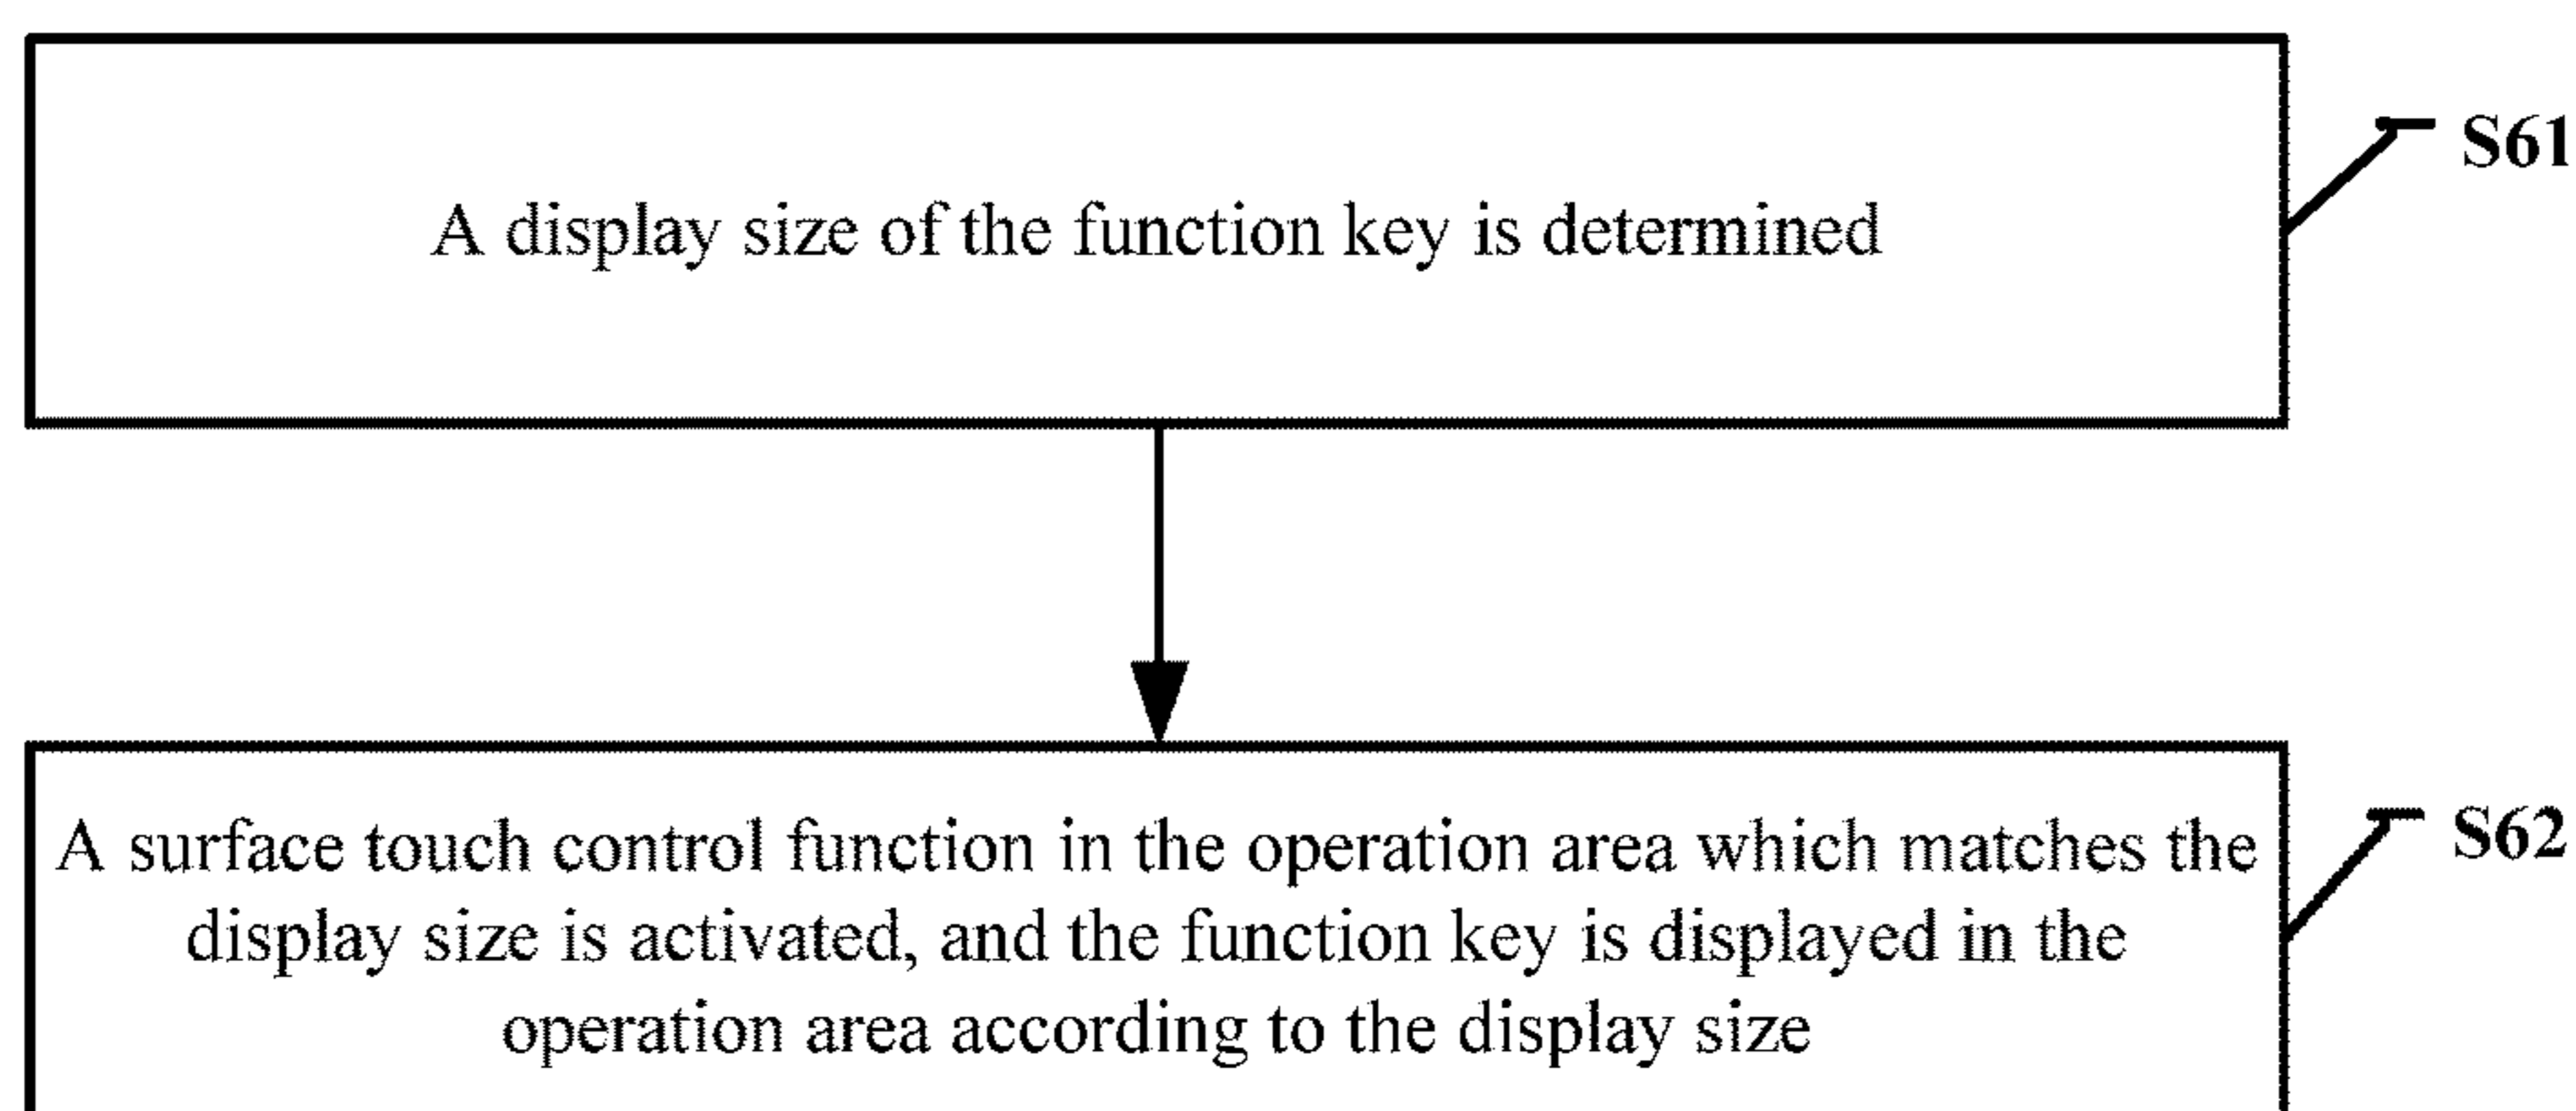 A display size of the function key is determined
S61
A surface touch control function in the operation area which matches the
display size is activated, and the function key is displayed in the
operation area according to the display size
S62